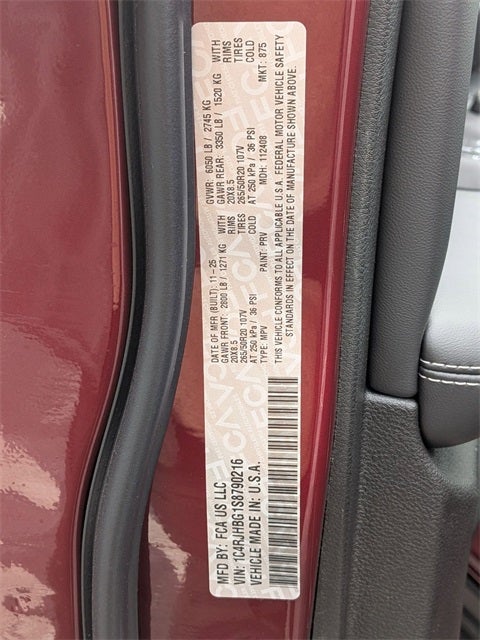 MFD BY: FCA US LLC
VIN: 1C4RJHBG1S8790216
VEHICLE MADE IN: U.S.A.
DATE OF MFR (BUILT): 11-25 GVWR: 6050 LB / 2745 KG
GAWR FRONT: 2800 LB / 1271 KG WITH GAWR REAR: 3350 LB / 1520 KG WITH
20X8.5 RIMS 20X8.5 RIMS
265/50R20 107V TIRES 265/50R20 107V TIRES
AT 250 kPa / 36 PSI COLD AT 250 kPa / 36 PSI COLD
TYPE: MPV PAINT: PRV MDH: 112408 MKT: 875
THIS VEHICLE CONFORMS TO ALL APPLICABLE U.S.A. FEDERAL MOTOR VEHICLE SAFETY
STANDARDS IN EFFECT ON THE DATE OF MANUFACTURE SHOWN ABOVE.